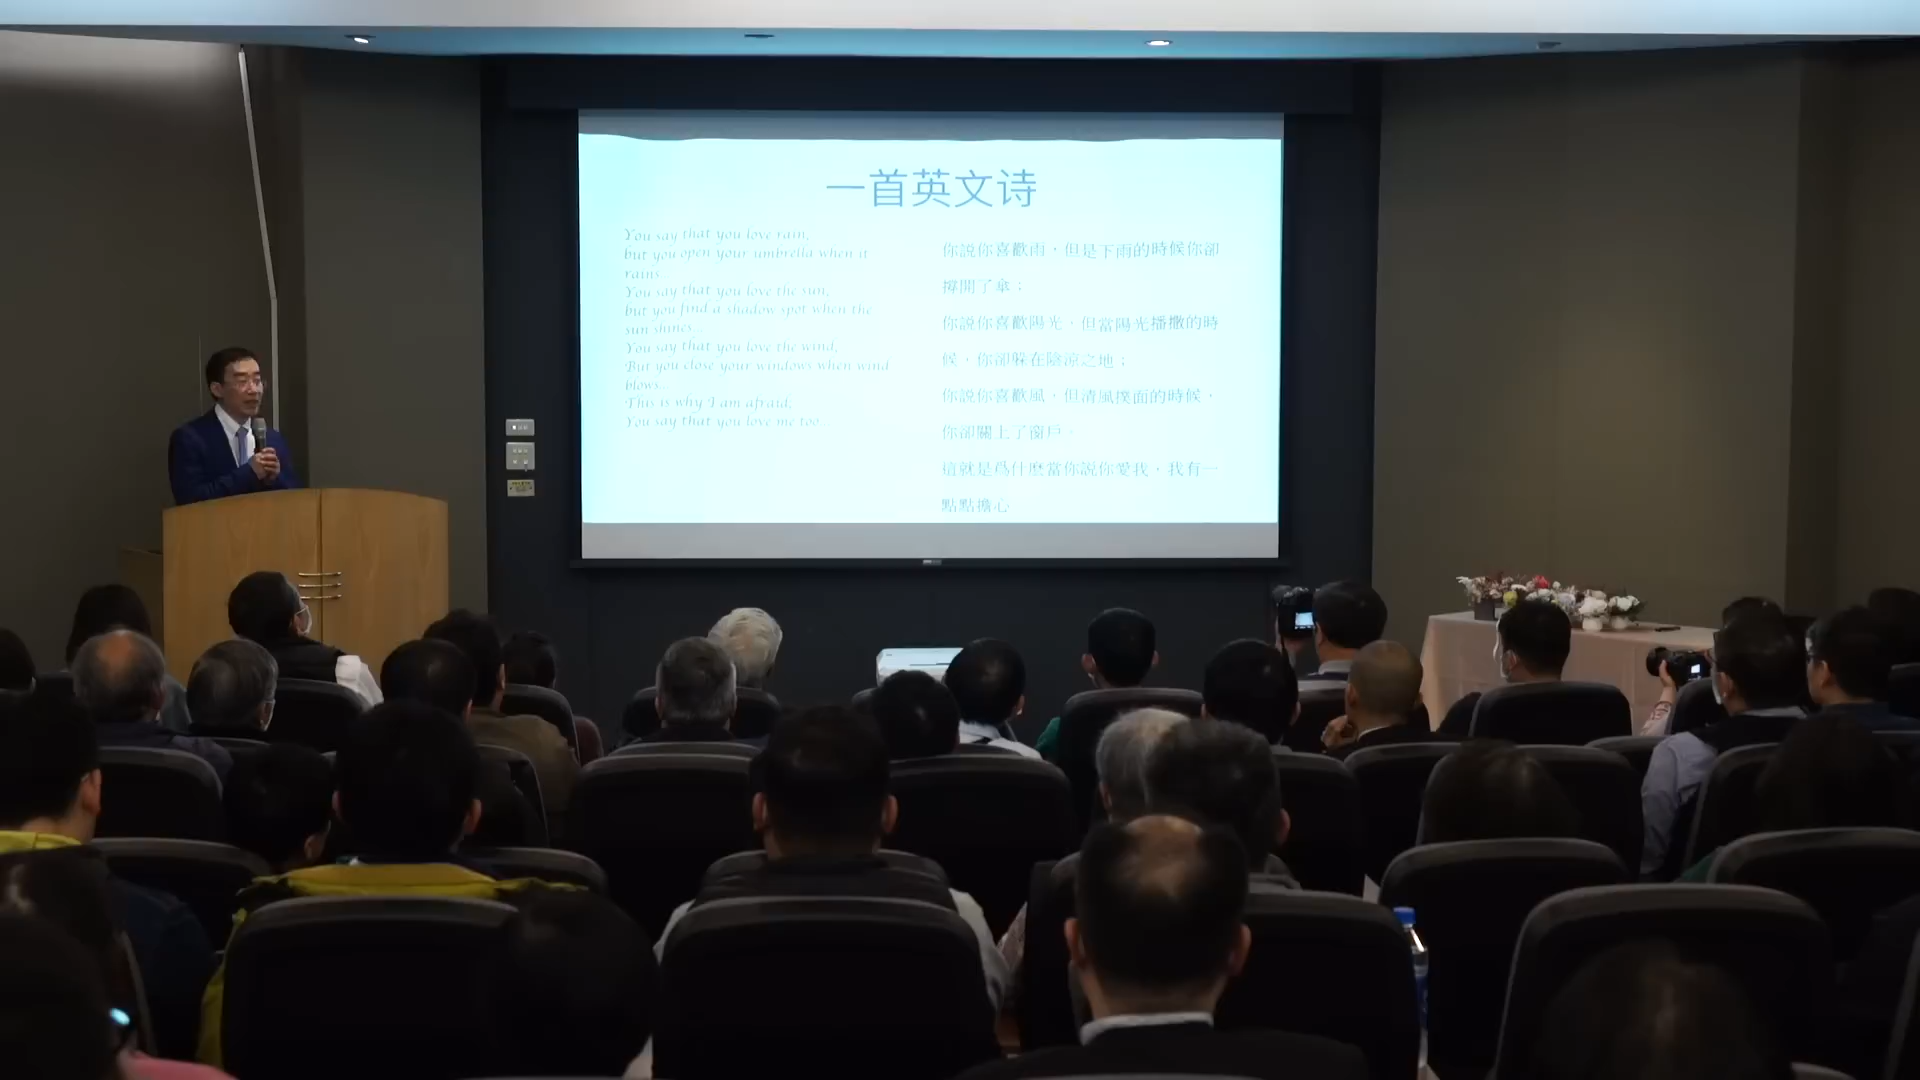 一首英文诗
You say that you love rain,
but you open your umbrella when it
rains...
You say that you love the sun,
but you find a shadow spot when the
sun shines...
You say that you love the wind,
But you close your windows when wind
blows...
This is why I am afraid,
You say that you love me too...
你説你喜歡雨，但是下雨的時候你卻
撐開了傘；
你説你喜歡陽光，但當陽光播撒的時
候，你卻躲在陰涼之地；
你説你喜歡風，但清風撲面的時候，
你卻關上了窗戶。
這就是爲什麽當你説你愛我，我有一
點點擔心